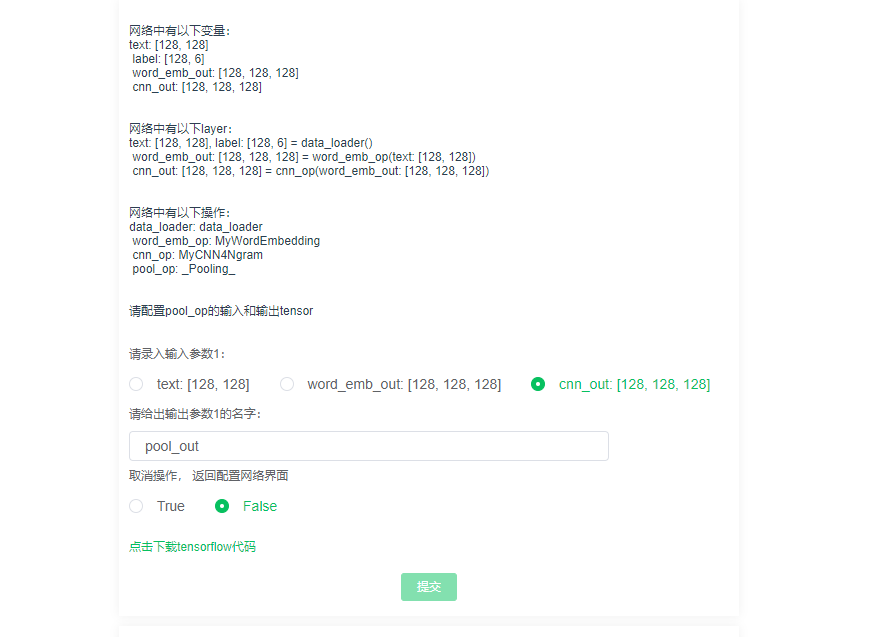 网络中有以下变量:
text: [128, 128]
label: [128, 6]
word_emb_out: [128, 128, 128]
cnn_out: [128, 128, 128]
网络中有以下layer:
text: [128, 128], label: [128, 6] = data_loader()
word_emb_out: [128, 128, 128] = word_emb_op(text: [128, 128])
cnn_out: [128, 128, 128] = cnn_op(word_emb_out: [128, 128, 128])
网络中有以下操作:
data_loader: data_loader
word_emb_op: MyWordEmbedding
cnn_op: MyCNN4Ngram
pool_op: _Pooling_
请配置pool_op的输入和输出tensor
请录入输入参数1:
text: [128, 128] word_emb_out: [128, 128, 128] cnn_out: [128, 128, 128]
请给出输出参数1的名字:
pool_out
取消操作, 返回配置网络界面
True False
点击下载tensorflow代码
提交